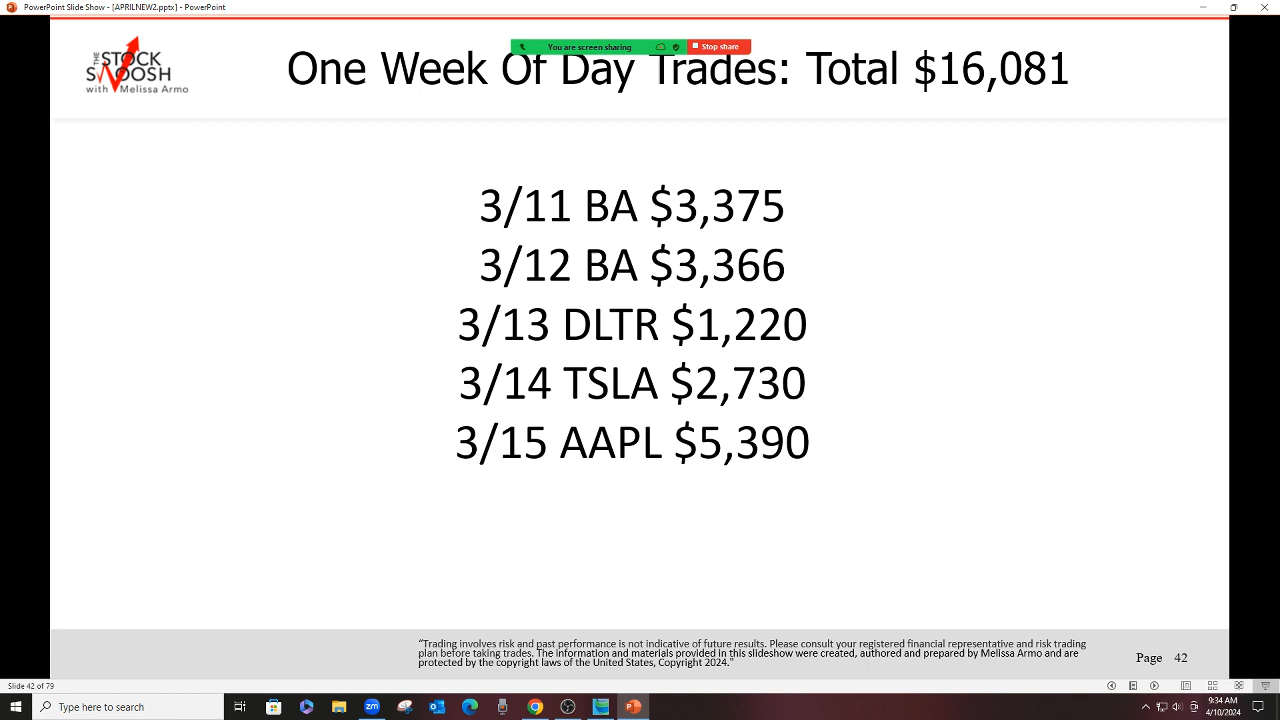 PowerPoint Slide Show - [APRILNEW2.pptx] - PowerPoint
You are screen sharing
Stop share
THE STOCK
SWOOSH
with Melissa Armo
One Week Of Day Trades: Total $16,081
3/11 BA $3,375
3/12 BA $3,366
3/13 DLTR $1,220
3/14 TSLA $2,730
3/15 AAPL $5,390
"Trading involves risk and past performance is not indicative of future results. Please consult your registered financial representative and risk trading
plan before taking trades. The information and materials provided in this slideshow were created, authored and prepared by Melissa Armo and are
protected by the copyright laws of the United States, Copyright 2024."
Page 42
Slide 42 of 79
Type here to search
zm
9:34 AM
4/10/2024